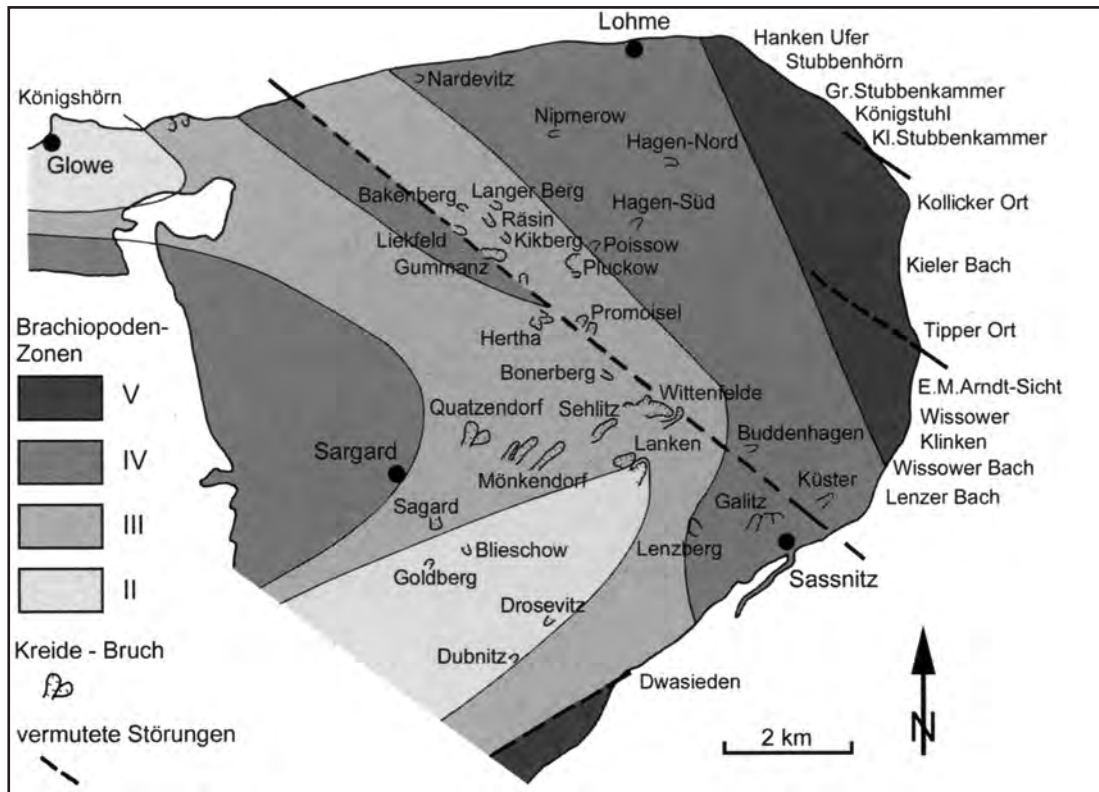 Lohme
Hanken Ufer
Stubbenhörn
Gr.Stubbenkammer
Königstuhl
Kl.Stubbenkammer
Kollicker Ort
Kieler Bach
Tipper Ort
E.M.Arndt-Sicht
Wissower
Klinken
Wissower Bach
Lenzer Bach
Königshörn
Glowe
Nardevitz
Nipmerow
Hagen-Nord
Bakenberg
Langer Berg
Räsin
Hagen-Süd
Liekfeld
Kikberg
Poissow
Gummanz
Pluckow
Hertha
Promoisel
Bonerberg
Wittenfelde
Quatzendorf
Sehlitz
Buddenhagen
Sargard
Mönkendorf
Lanken
Küster
Sagard
Galitz
Blieschow
Lenzberg
Goldberg
Sassnitz
Drosevitz
Dubnitz
Dwasieden
Brachiopoden-
Zonen
V
IV
III
II
Kreide - Bruch
vermutete Störungen
2 km
N